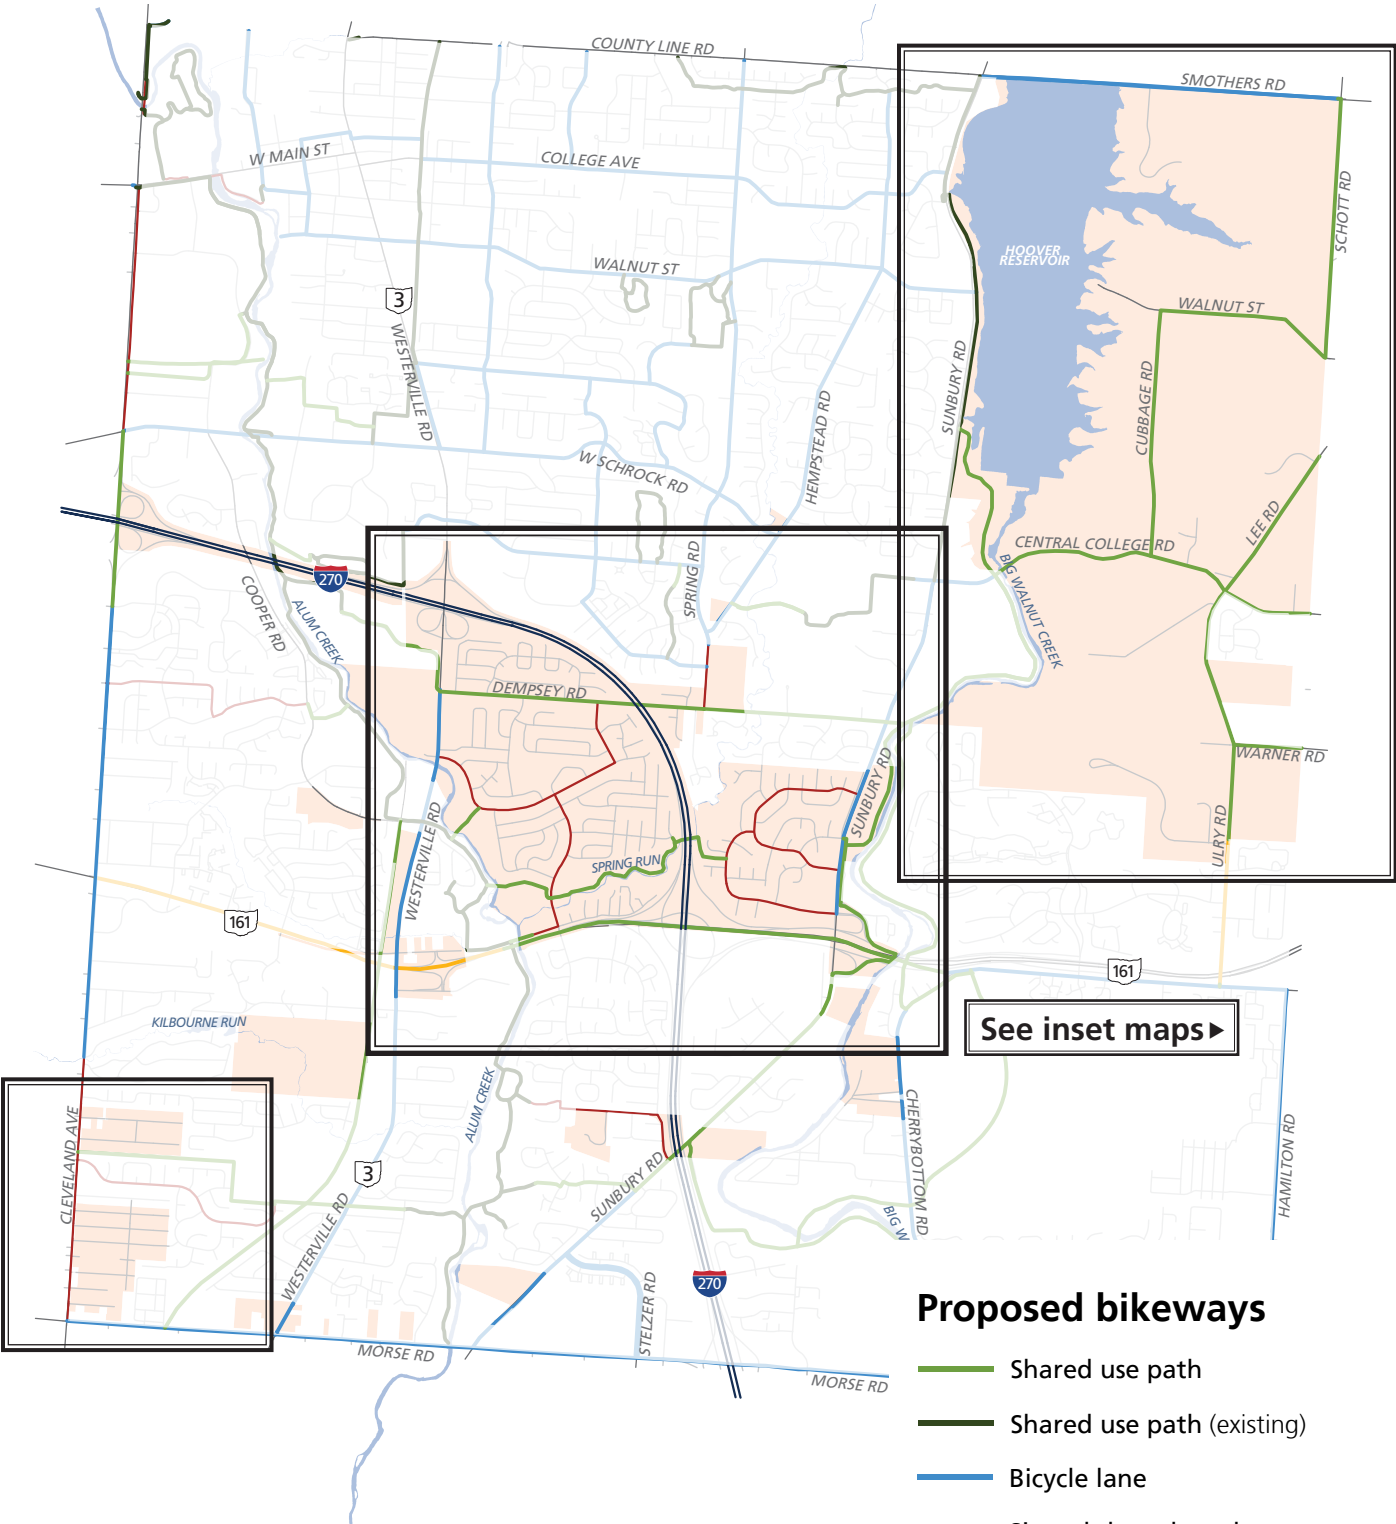 COUNTY LINE RD
SMOTHERS RD
W MAIN ST
COLLEGE AVE
SCHOTT RD
HOOVER
RESERVOIR
WALNUT ST
3
WALNUT ST
WESTERVILLE RD
SUNBURY RD
CUBBAGE RD
HEMPSTEAD RD
W SCHROCK RD
LEE RD
CENTRAL COLLEGE RD
270
COOPER RD
ALUM CREEK
SPRING RD
BIG WALNUT CREEK
DEMPSEY RD
WARNER RD
SUNBURY RD
WESTERVILLE RD
ULRY RD
SPRING RUN
161
161
KILBOURNE RUN
See inset maps
CLEVELAND AVE
ALUM CREEK
CHERRYBOTTOM RD
HAMILTON RD
3
SUNBURY RD
WESTERVILLE RD
BIG W
270
STELZER RD
MORSE RD
MORSE RD
Proposed bikeways
Shared use path
Shared use path (existing)
Bicycle lane